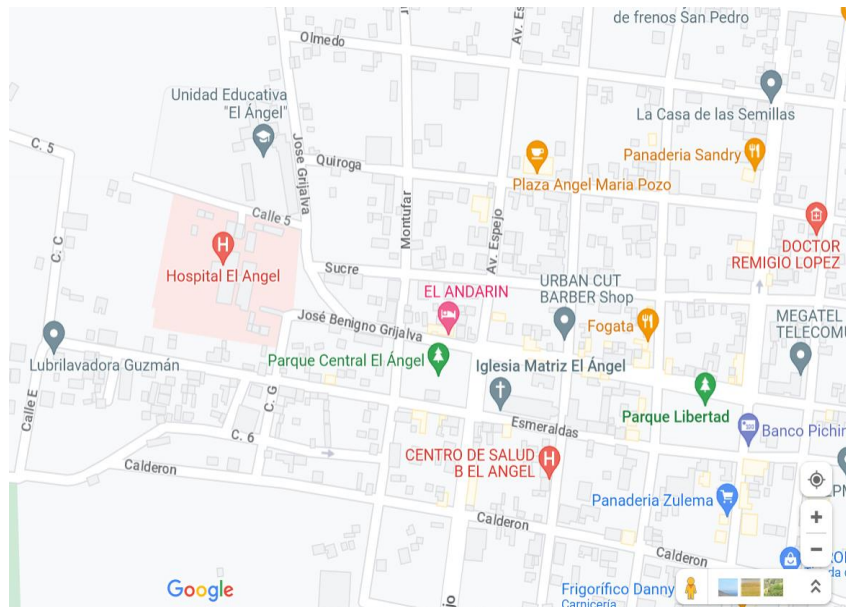 de frenos San Pedro
Olmedo
Av. Es
Unidad Educativa
"El Ángel"
La Casa de las Semillas
C. 5
Jose Grijalva
Quiroga
Panaderia Sandry
Plaza Angel Maria Pozo
Calle 5
Montufar
Av. Espejo
DOCTOR
REMIGIO LOPEZ
C. C
Hospital El Angel
Sucre
URBAN CUT
BARBER Shop
EL ANDARIN
José Benigno Grijalva
Fogata
MEGATEL
TELECOMU
Lubrilavadora Guzmán
Parque Central El Ángel
Iglesia Matriz El Ángel
Calle E
C. G
Parque Libertad
Esmeraldas
Banco Pichin
C. 6
CENTRO DE SALUD
B EL ANGEL
Calderon
Panaderia Zulema
Calderon
Calderon
Google
Frigorífico Danny
Carnicería